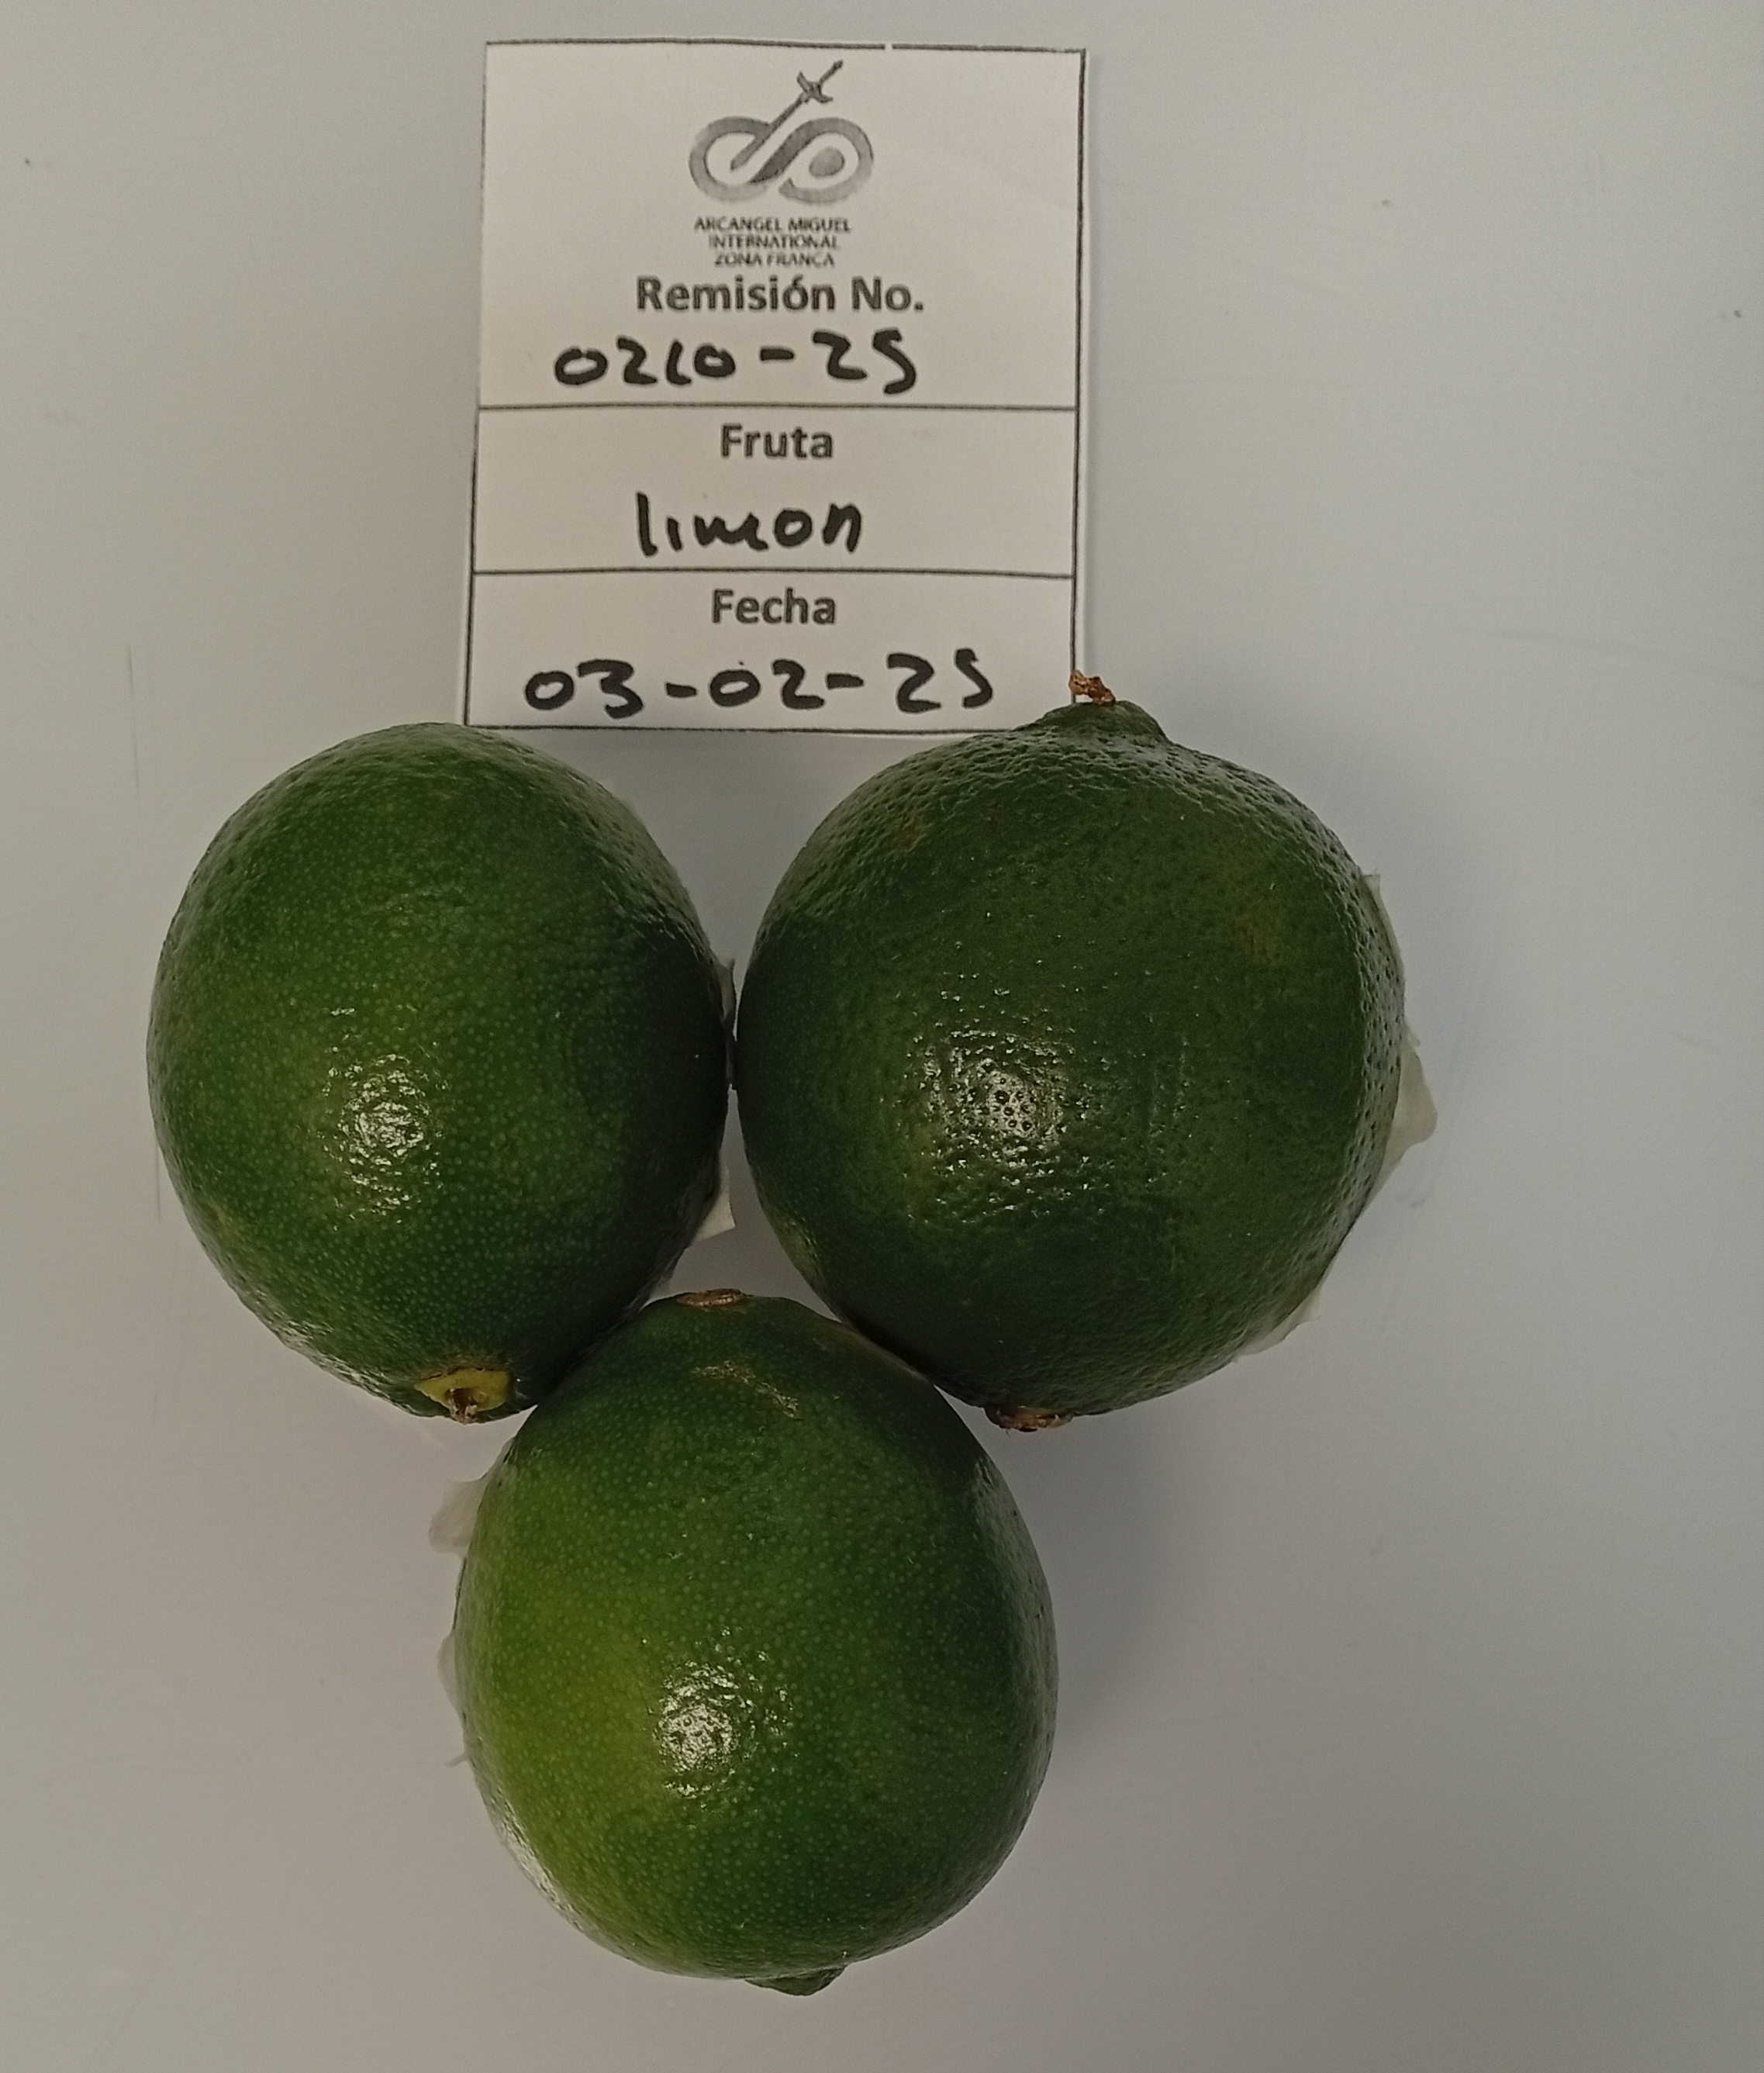 ARCANGEL MIGUEL
INTERNATIONAL
ZONA FRANCA
Remisión No.
0210-25
Fruta
limon
Fecha
03-02-25